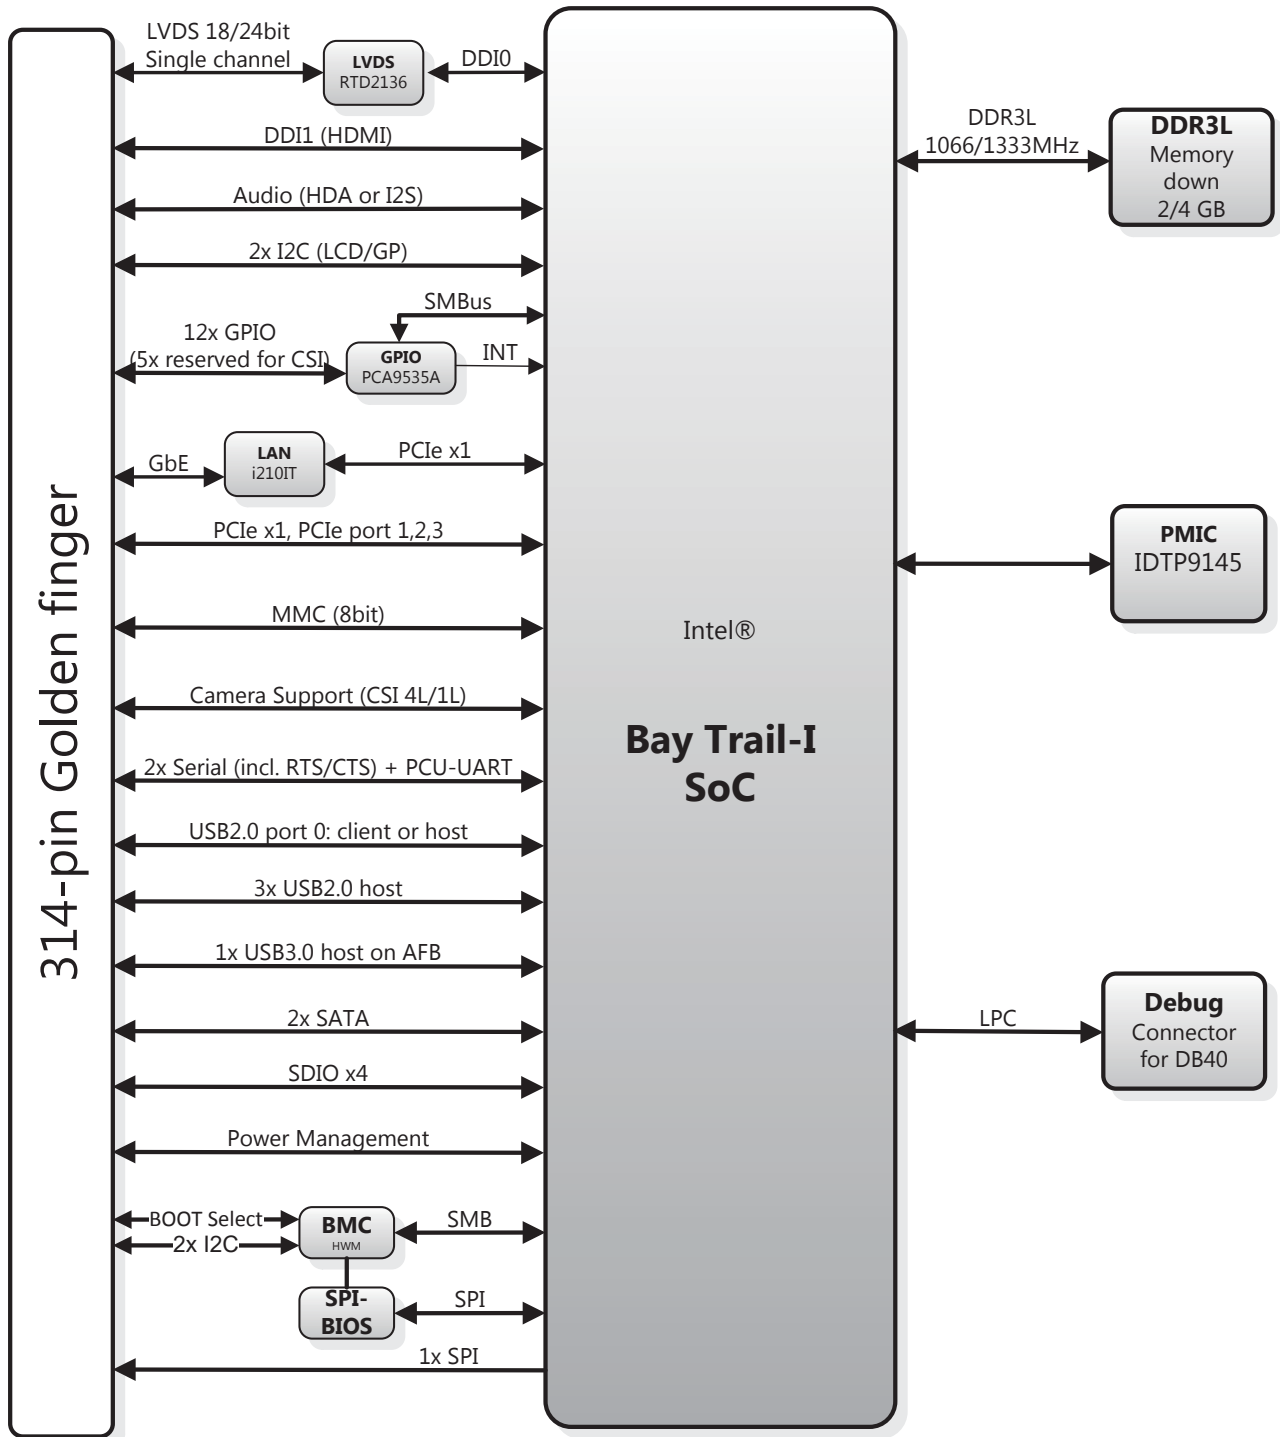 LVDS 18/24bit
Single channel
LVDS
RTD2136
DDI0
DDI1 (HDMI)
Audio (HDA or I2S)
2x I2C (LCD/GP)
SMBus
12x GPIO
(5x reserved for CSI)
GPIO
PCA9535A
INT
LAN
i210IT
GbE
PCIe x1
PCIe x1, PCIe port 1,2,3
MMC (8bit)
Camera Support (CSI 4L/1L)
2x Serial (incl. RTS/CTS) + PCU-UART
USB2.0 port 0: client or host
3x USB2.0 host
1x USB3.0 host on AFB
2x SATA
SDIO x4
Power Management
BOOT Select
2x I2C
BMC
HWM
SMB
SPI-
BIOS
SPI
1x SPI
314-pin Golden finger
Intel®
Bay Trail-I
SoC
DDR3L
1066/1333MHz
DDR3L
Memory
down
2/4 GB
PMIC
IDTP9145
LPC
Debug
Connector
for DB40